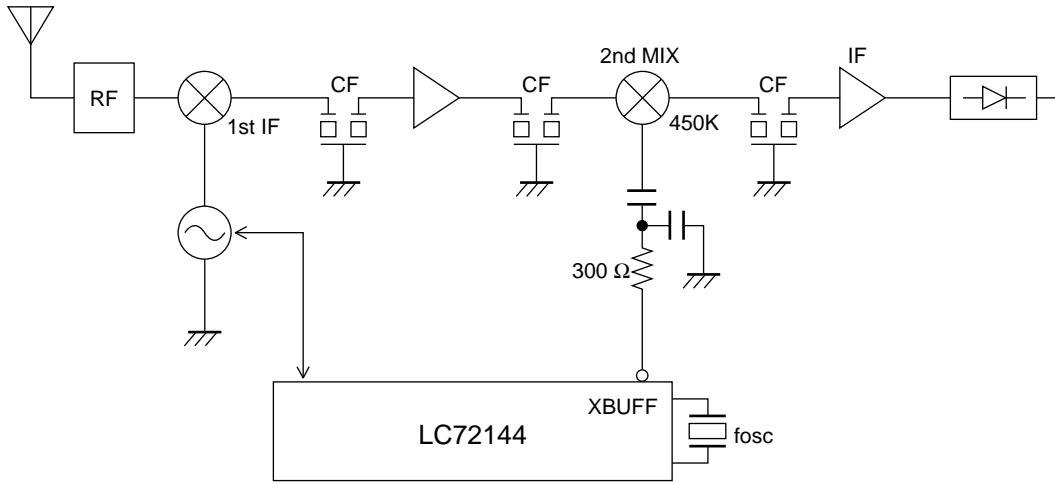 RF
1st IF
CF
CF
2nd MIX
450K
CF
IF
300 Ω
XBUFF
LC72144
fosc